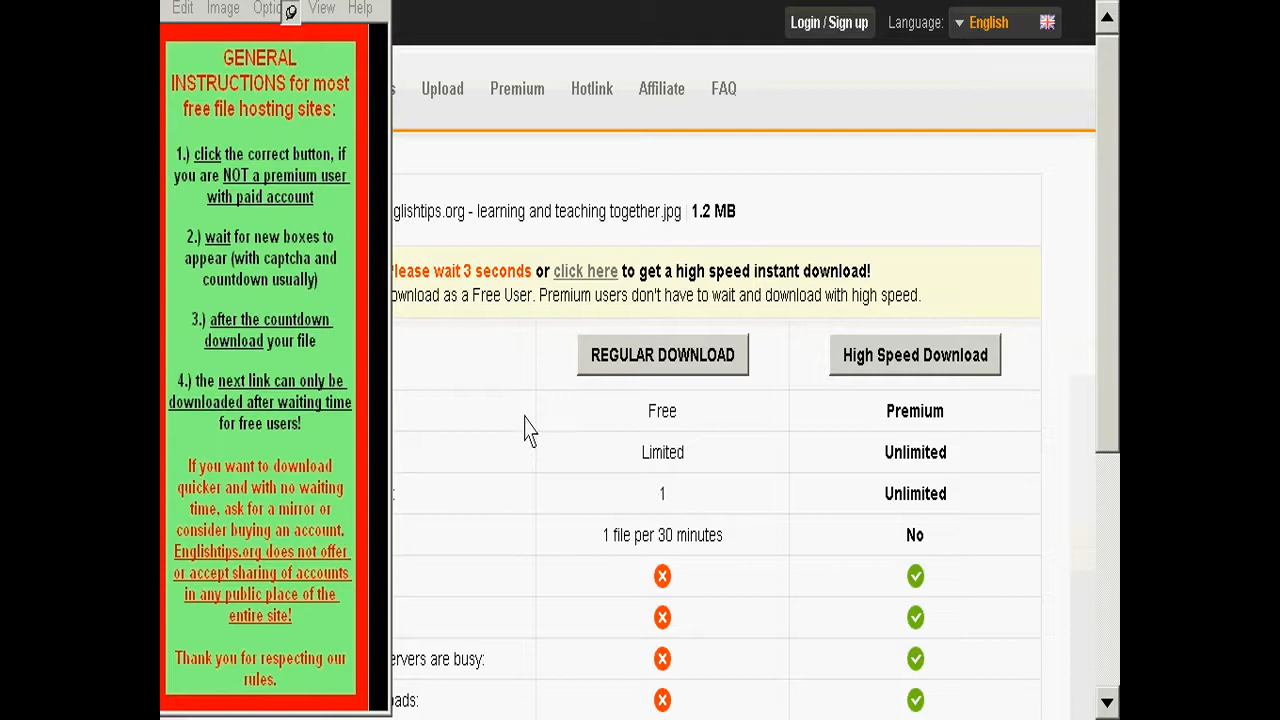 Edit Image View Help
GENERAL
INSTRUCTIONS for most
free file hosting sites:
1.) click the correct button, if
you are NOT a premium user
with paid account
2.) wait for new boxes to
appear (with captcha and
countdown usually)
3.) after the countdown
download your file
4.) the next link can only be
downloaded after waiting time
for free users!
If you want to download
quicker and with no waiting
time, ask for a mirror or
consider buying an account.
Englishtips.org does not offer
or accept sharing of accounts
in any public place of the
entire site!
Thank you for respecting our
rules.
Login / Sign up Language: English
Upload Premium Hotlink Affiliate FAQ
glishtips.org - learning and teaching together.jpg | 1.2 MB
lease wait 3 seconds or click here to get a high speed instant download!
ownload as a Free User. Premium users don't have to wait and download with high speed.
REGULAR DOWNLOAD High Speed Download
Free Premium
Limited Unlimited
1 Unlimited
1 file per 30 minutes No
ervers are busy:
oads: